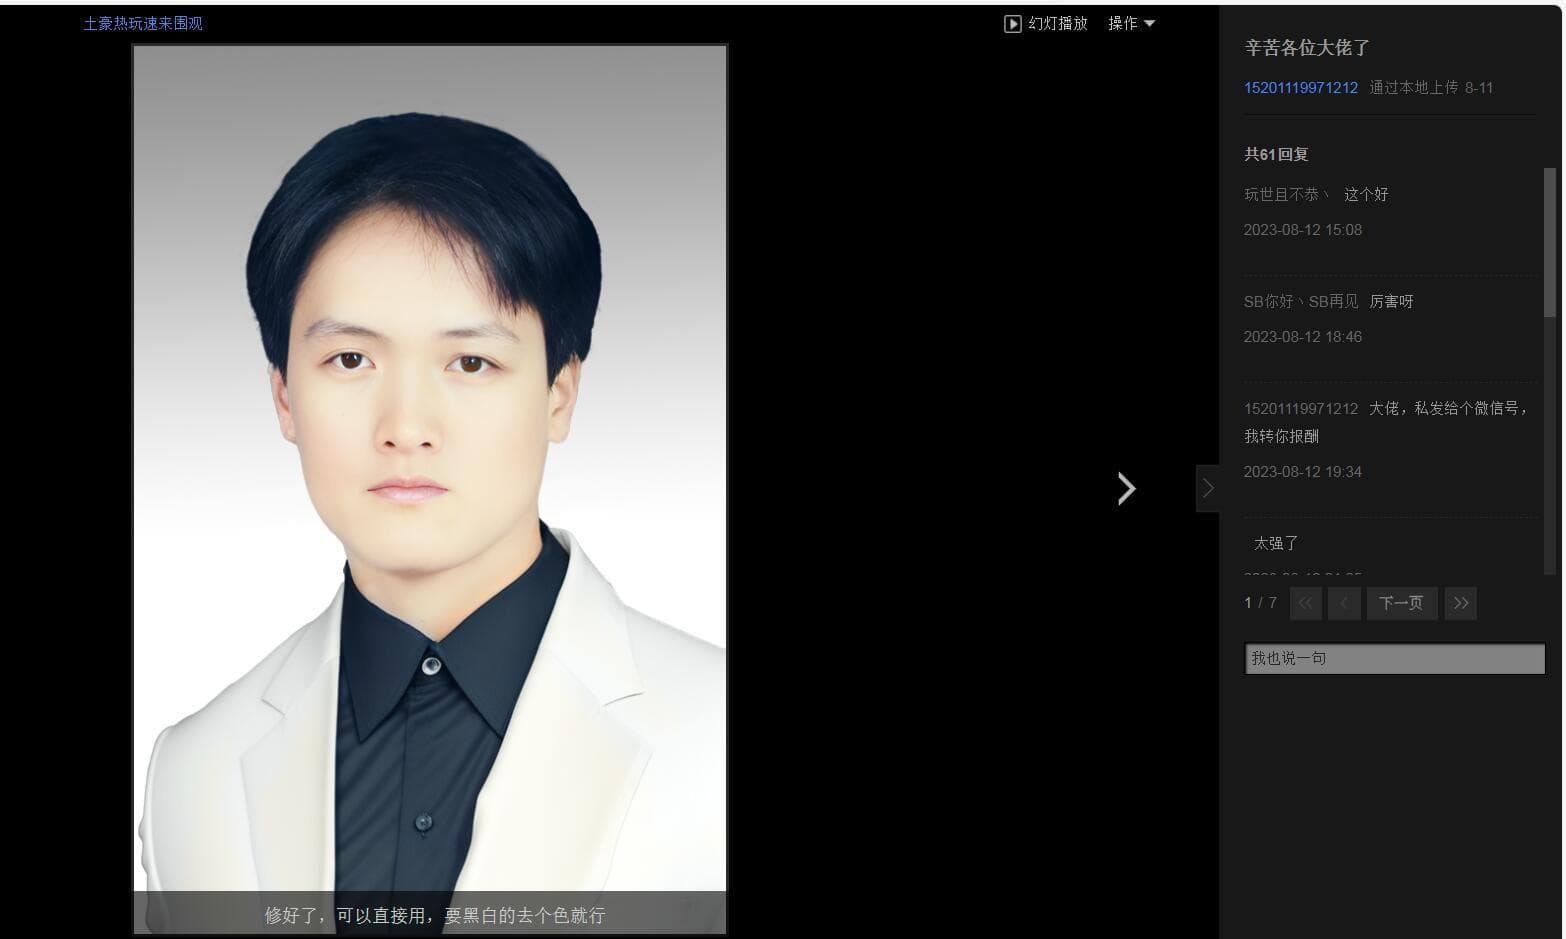 土豪热玩速来围观
幻灯播放 操作
修好了，可以直接用，要黑白的去个色就行
辛苦各位大佬了
15201119971212 通过本地上传 8-11
共61回复
玩世且不恭丶 这个好
2023-08-12 15:08
SB你好丶SB再见 厉害呀
2023-08-12 18:46
15201119971212 大佬，私发给个微信号，
我转你报酬
2023-08-12 19:34
太强了
1 / 7 << < 下一页 >>
我也说一句